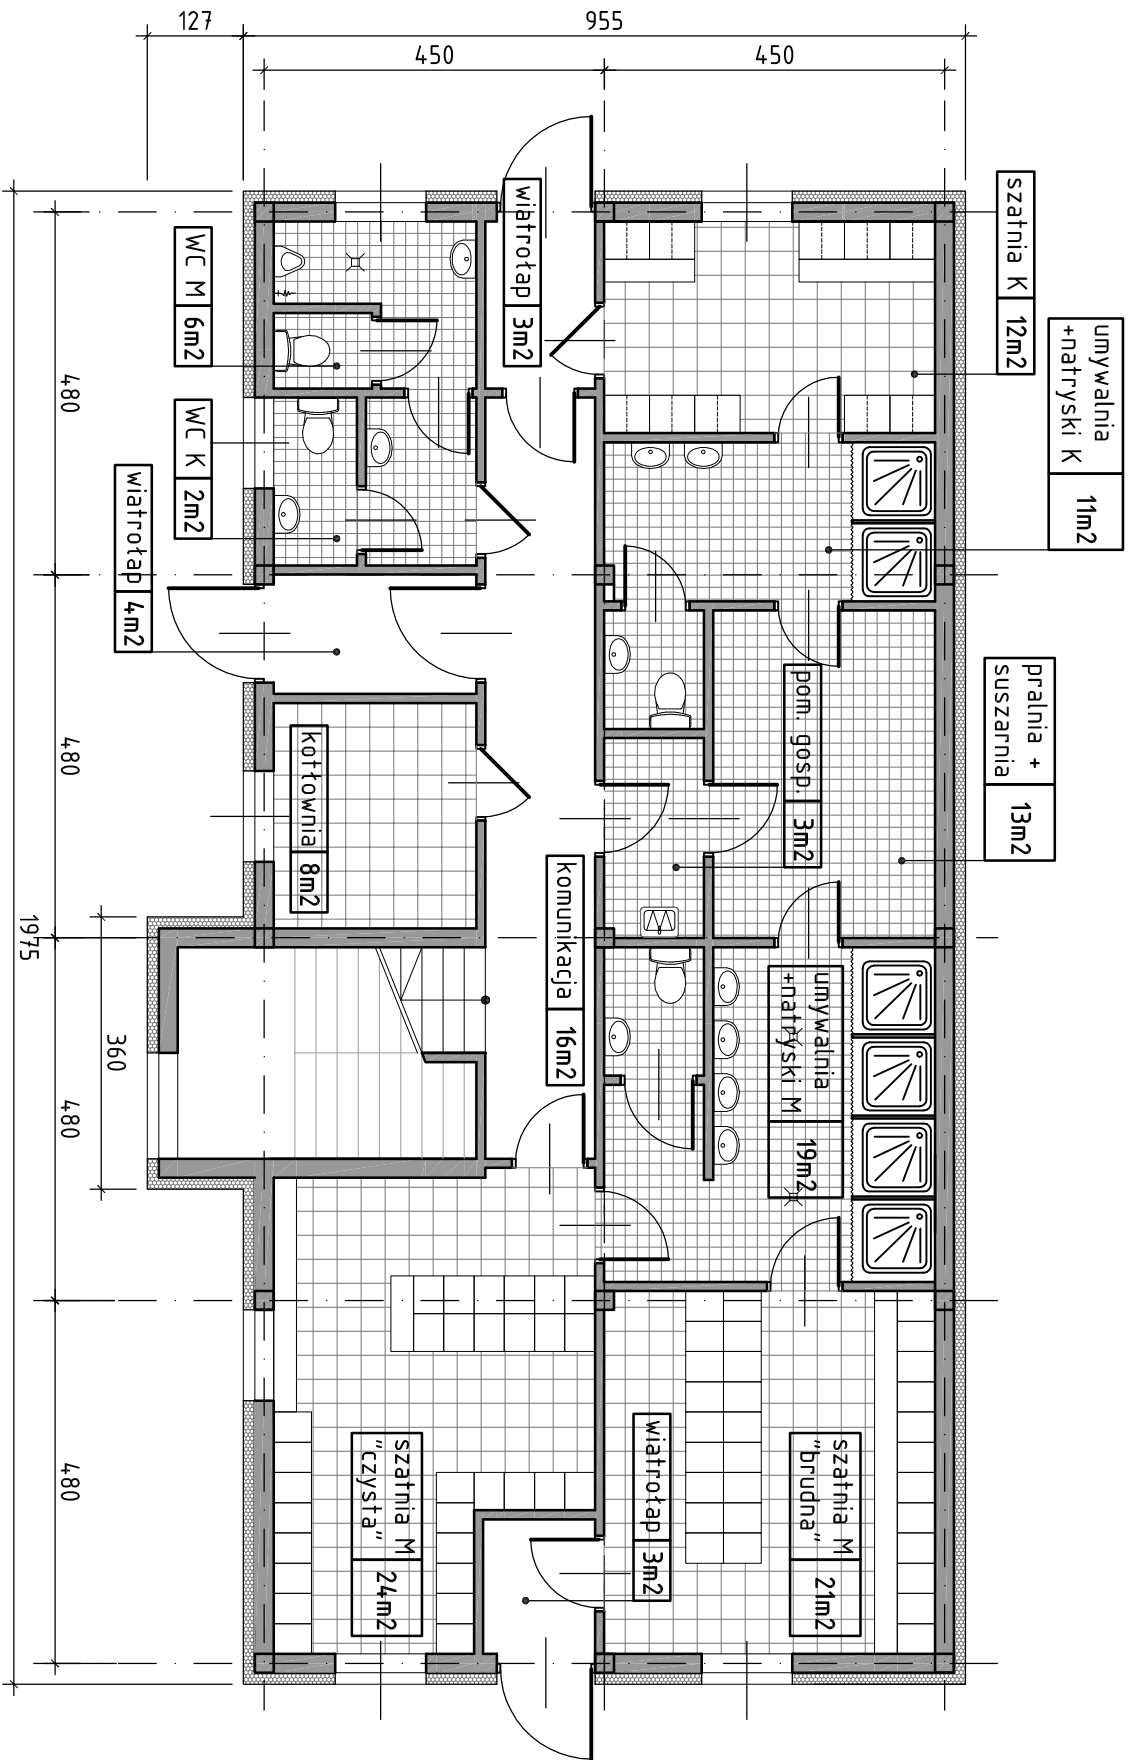 127
955
450
450
szatnia K 12m2
umywalnia
+natryski K 11m2
pralnia +
suszarnia 13m2
wiatrołap 3m2
WC M 6m2
WC K 2m2
wiatrołap 4m2
pom. gosp. 3m2
kotłownia 8m2
komunikacja 16m2
umywalnia
+natryski M 19m2
szatnia M
"brudna" 21m2
wiatrołap 3m2
szatnia M
"czysta" 24m2
480
480
480
480
360
1975